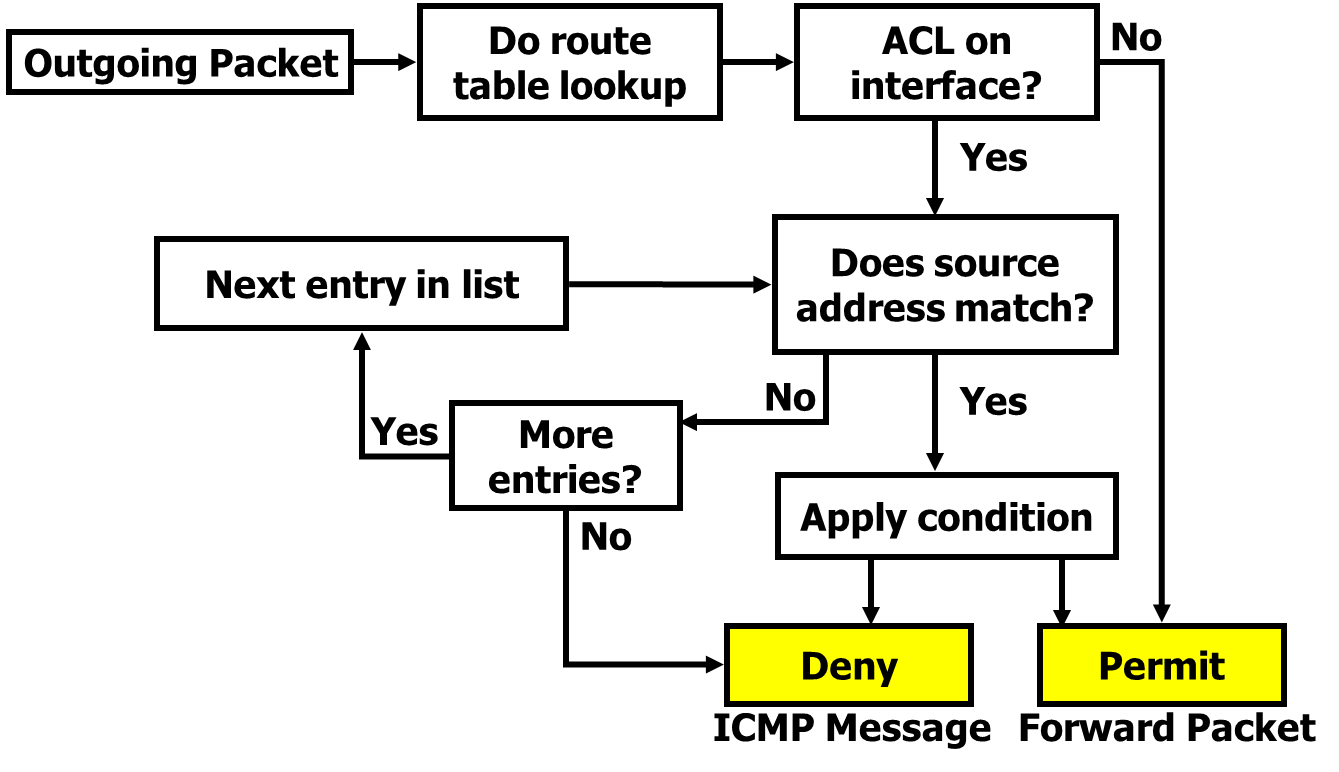 Outgoing Packet
Do route
table lookup
ACL on
interface?
No
Yes
Next entry in list
Does source
address match?
No
Yes
Yes
More
entries?
No
Apply condition
Deny
Permit
ICMP Message
Forward Packet